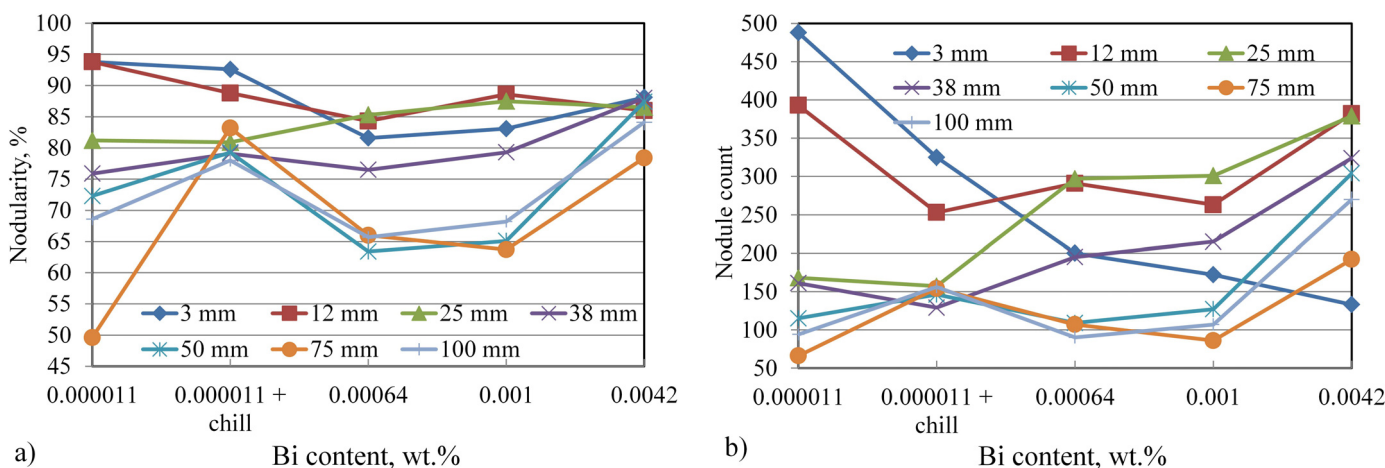 100
95
90
85
80
75
70
65
60
55
50
45
Nodularity, %
3 mm 12 mm 25 mm 38 mm
50 mm 75 mm 100 mm
0.000011 0.000011 + 0.00064 0.001 0.0042
chill
a) Bi content, wt.%
500
450
400
350
300
250
200
150
100
50
Nodule count
3 mm 12 mm 25 mm
38 mm 50 mm 75 mm
100 mm
0.000011 0.000011 + 0.00064 0.001 0.0042
chill
b) Bi content, wt.%